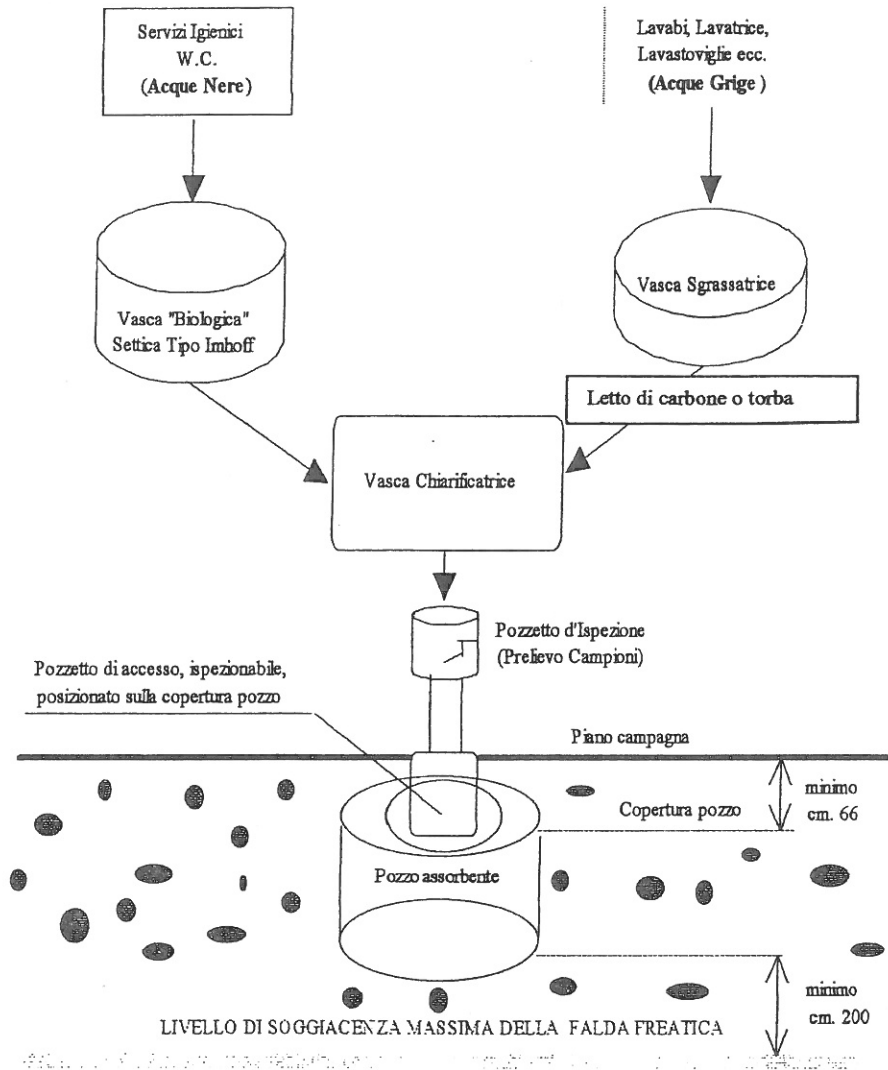 Servizi Igienici
W.C.
(Acque Nere)
Lavabi, Lavatrice,
Lavastoviglie ecc.
(Acque Grige )
Vasca "Biologica"
Settica Tipo Imhoff
Vasca Sgrassatrice
Letto di carbone o torba
Vasca Chiarificatrice
Pozzetto d'Ispezione
(Prelievo Campioni)
Pozzetto di accesso, ispezionabile,
posizionato sulla copertura pozzo
Piano campagna
minimo
cm. 66
Copertura pozzo
Pozzo assorbente
minimo
cm. 200
LIVELLO DI SOGGIACENZA MASSIMA DELLA FALDA FREATICA